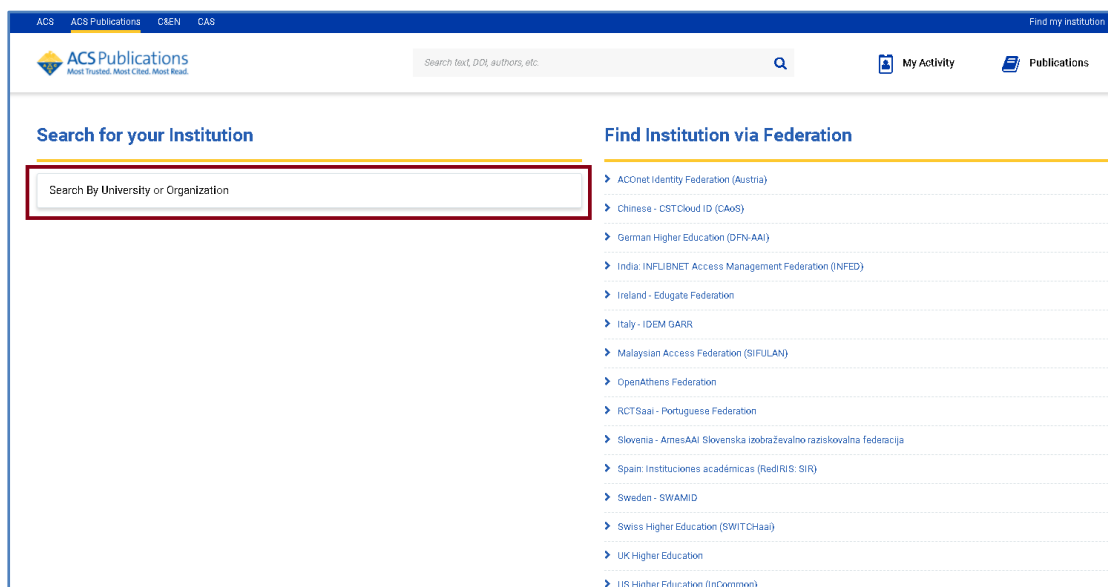 ACS ACS Publications C&EN CAS Find my institution
ACS Publications
Most Trusted. Most Cited. Most Read.
Search text, DOI, authors, etc.
My Activity
Publications
Search for your Institution
Search By University or Organization
Find Institution via Federation
ACOnet Identity Federation (Austria)
Chinese - CSTCloud ID (CAoS)
German Higher Education (DFN-AAI)
India: INFLIBNET Access Management Federation (INFED)
Ireland - Edugate Federation
Italy - IDEM GARR
Malaysian Access Federation (SIFULAN)
OpenAthens Federation
RCTSaai - Portuguese Federation
Slovenia - ArnesAAI Slovenska izobraževalno raziskovalna federacija
Spain: Instituciones académicas (RedIRIS: SIR)
Sweden - SWAMID
Swiss Higher Education (SWITCHaai)
UK Higher Education
US Higher Education (InCommon)